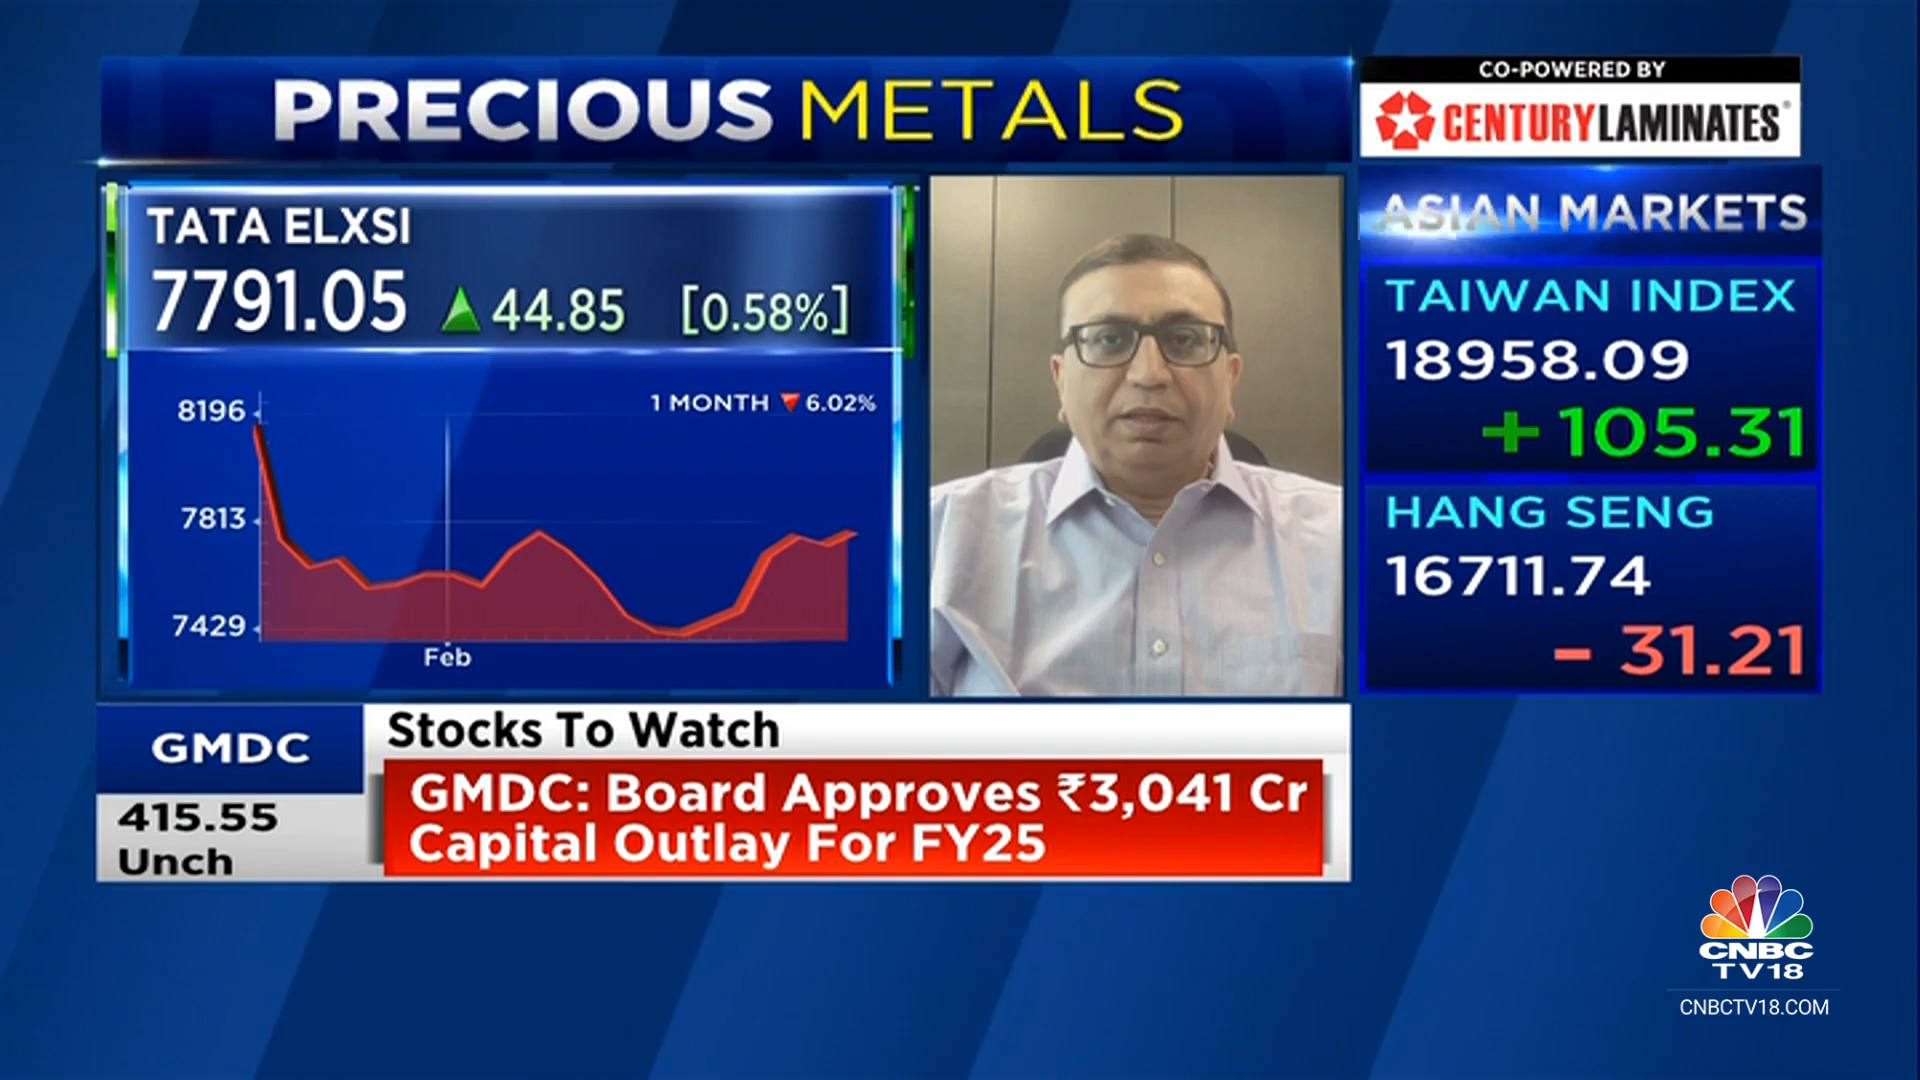 PRECIOUS METALS
CO-POWERED BY
CENTURYLAMINATES®
TATA ELXSI
7791.05 ▲ 44.85 [0.58%]
1 MONTH ▼ 6.02%
8196
7813
7429
Feb
ASIAN MARKETS
TAIWAN INDEX
18958.09
+ 105.31
HANG SENG
16711.74
- 31.21
GMDC
415.55
Unch
Stocks To Watch
GMDC: Board Approves ₹3,041 Cr
Capital Outlay For FY25
CNBC
TV18
CNBCTV18.COM